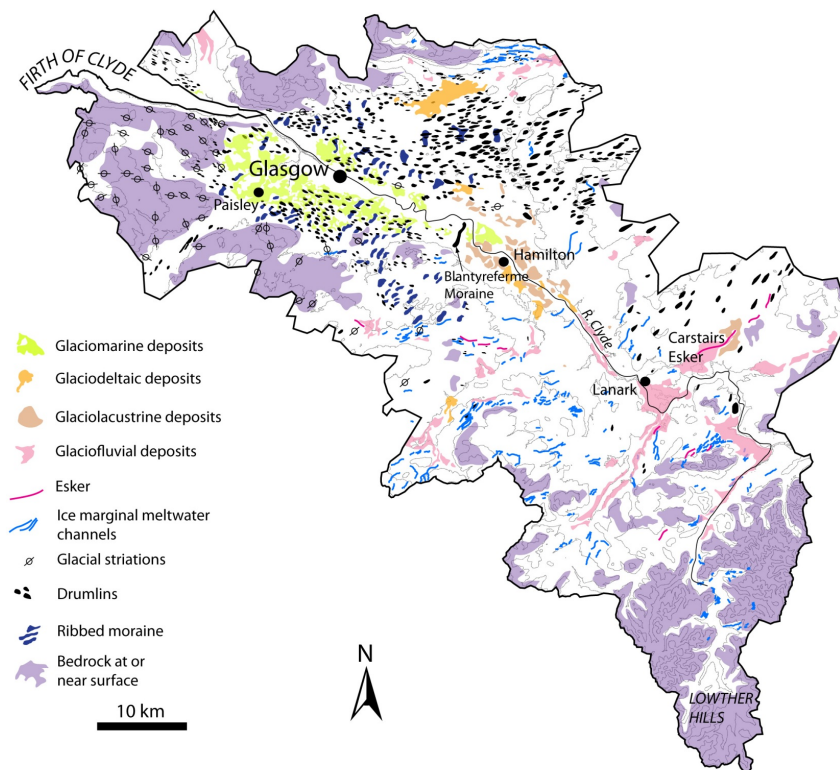 FIRTH OF CLYDE
Glasgow
Paisley
Hamilton
Blantyreferme
Moraine
R. Clyde
Carstairs
Esker
Lanark
Glaciomarine deposits
Glaciodeltaic deposits
Glaciolacustrine deposits
Glaciofluvial deposits
Esker
Ice marginal meltwater
channels
Glacial striations
Drumlins
Ribbed moraine
Bedrock at or
near surface
10 km
N
LOWTHER
HILLS